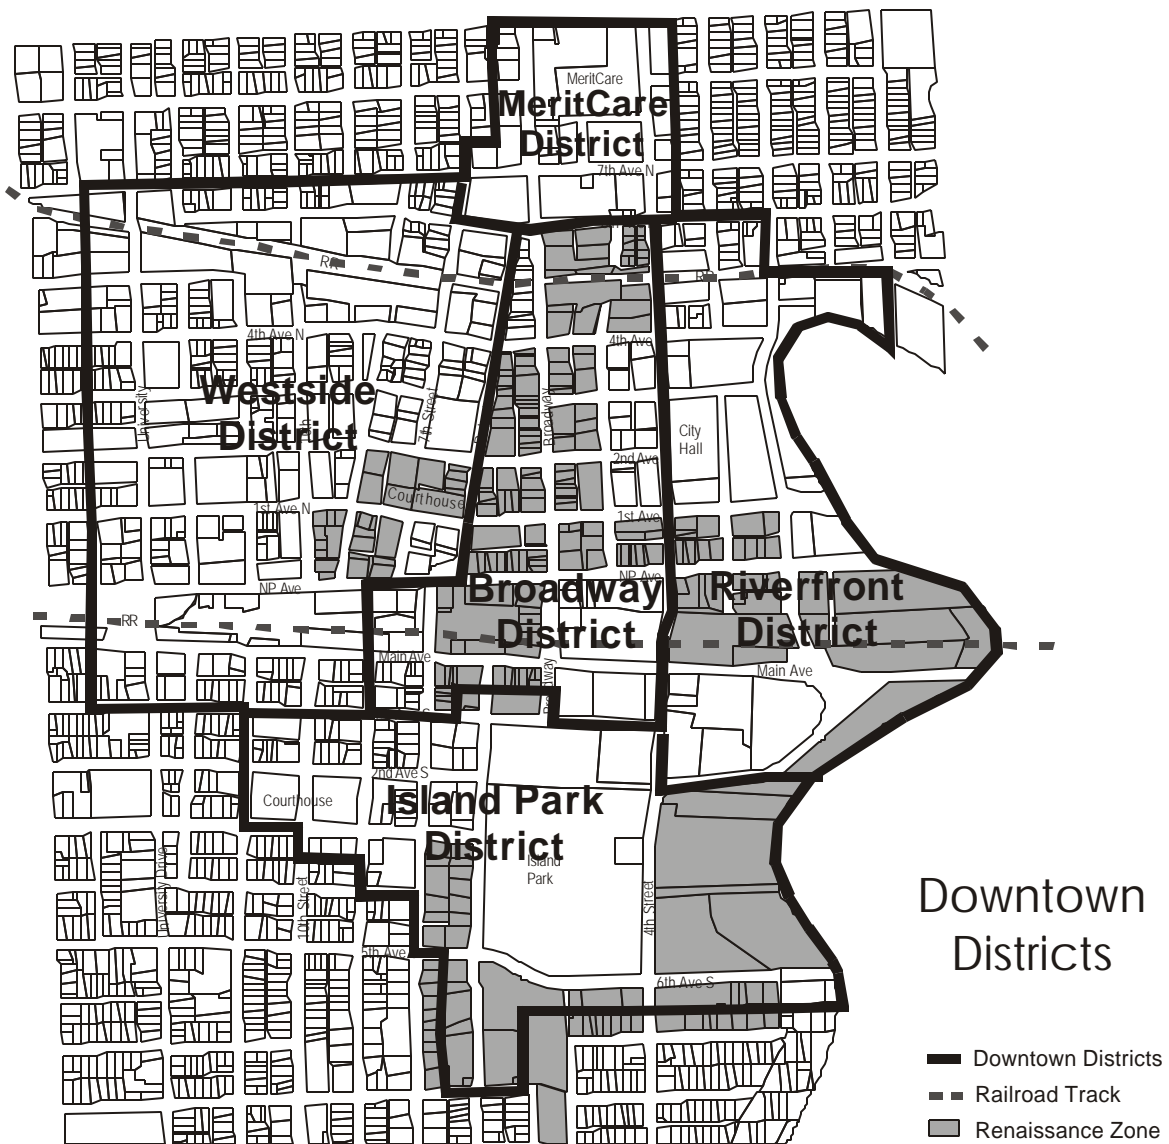 MeritCare
MeritCare
District
7th Ave N
RR
RR
4th Ave N
4th Ave
Westside
District
University
10th
7th Street
Broadway
City
Hall
2nd Ave
Courthouse
1st Ave N
1st Ave
NP Ave
NP Ave
Broadway
District
Riverfront
District
RR
Main Ave
Main Ave
Broadway
2nd Ave S
Courthouse
Island Park
District
Island
Park
University Drive
10th Street
4th Street
5th Ave
6th Ave S
Downtown
Districts
Downtown Districts
Railroad Track
Renaissance Zone